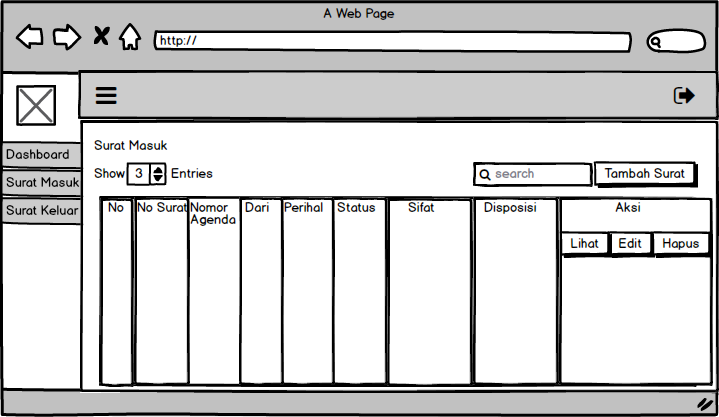 A Web Page
http://
Dashboard
Surat Masuk
Surat Keluar
Surat Masuk
Show 3 Entries
search
Tambah Surat
No
No Surat
Nomor
Agenda
Dari
Perihal
Status
Sifat
Disposisi
Aksi
Lihat
Edit
Hapus